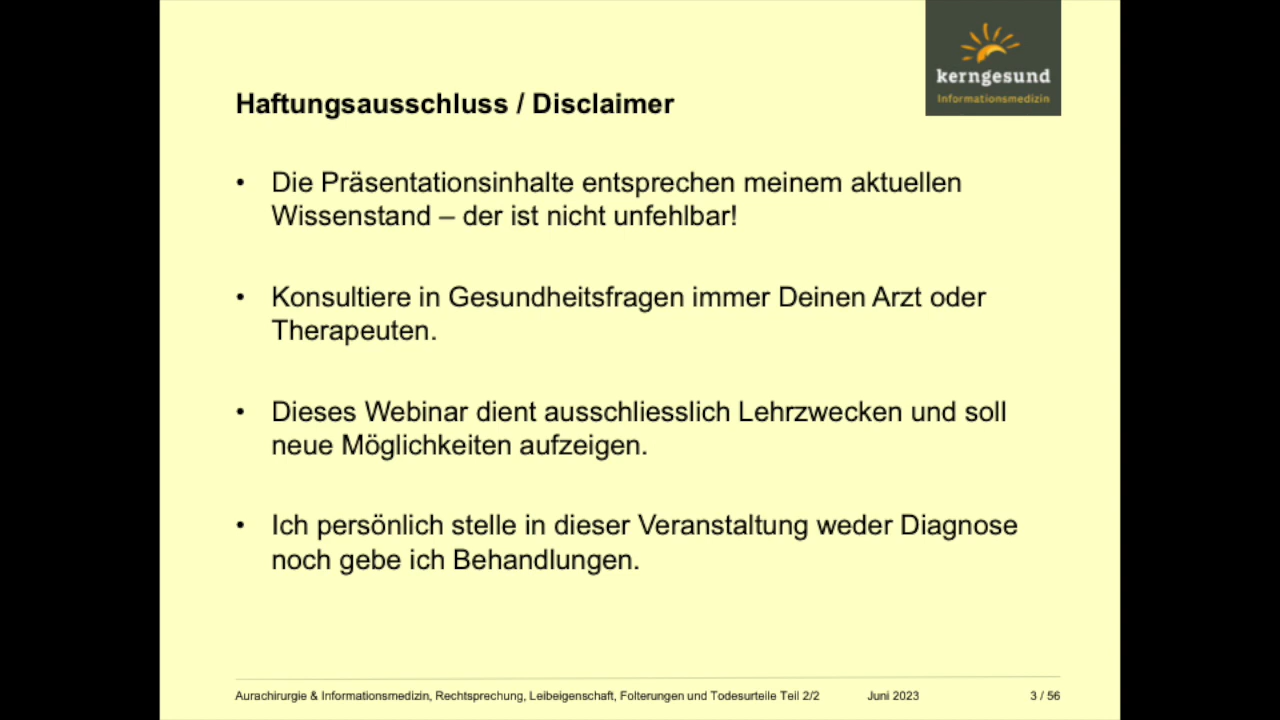 kerngesund
Informationsmedizin
Haftungsausschluss / Disclaimer
• Die Präsentationsinhalte entsprechen meinem aktuellen
Wissenstand – der ist nicht unfehlbar!
• Konsultiere in Gesundheitsfragen immer Deinen Arzt oder
Therapeuten.
• Dieses Webinar dient ausschliesslich Lehrzwecken und soll
neue Möglichkeiten aufzeigen.
• Ich persönlich stelle in dieser Veranstaltung weder Diagnose
noch gebe ich Behandlungen.
Aurachirurgie & Informationsmedizin, Rechtsprechung, Leibeigenschaft, Folterungen und Todesurteile Teil 2/2 Juni 2023 3 / 56